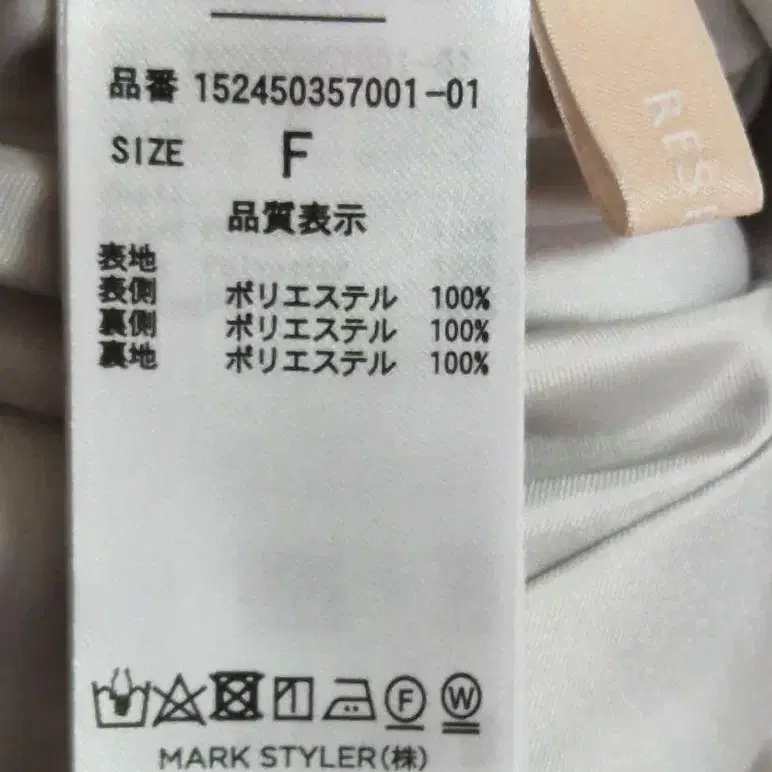 品番 152450357001-01
SIZE F
品質表示
表地
表側 ポリエステル 100%
裏側 ポリエステル 100%
裏地 ポリエステル 100%
F W
MARK STYLER(株)
RES